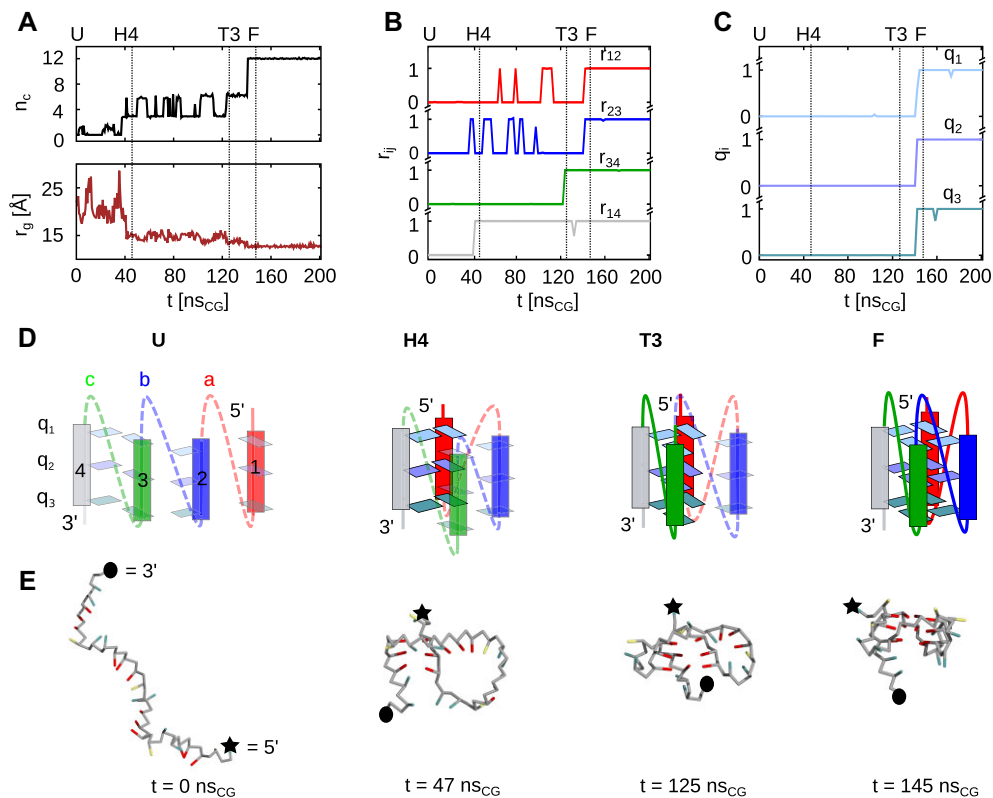 A B C
U H4 T3 F U H4 T3 F U H4 T3 F
12
8
4
0
n_c
25
15
r_g [Å]
0 40 80 120 160 200
t [ns_CG]
r_12
1
0
r_23
1
0
r_34
1
0
r_14
1
0
r_ij
0 40 80 120 160 200
t [ns_CG]
q_1
1
0
q_2
1
0
q_3
1
0
q_i
0 40 80 120 160 200
t [ns_CG]
D U H4 T3 F
c b a
5' 5' 5' 5'
q_1
q_2
q_3
4 3 2 1
3' 3' 3' 3'
E
= 3'
= 5'
t = 0 ns_CG t = 47 ns_CG t = 125 ns_CG t = 145 ns_CG